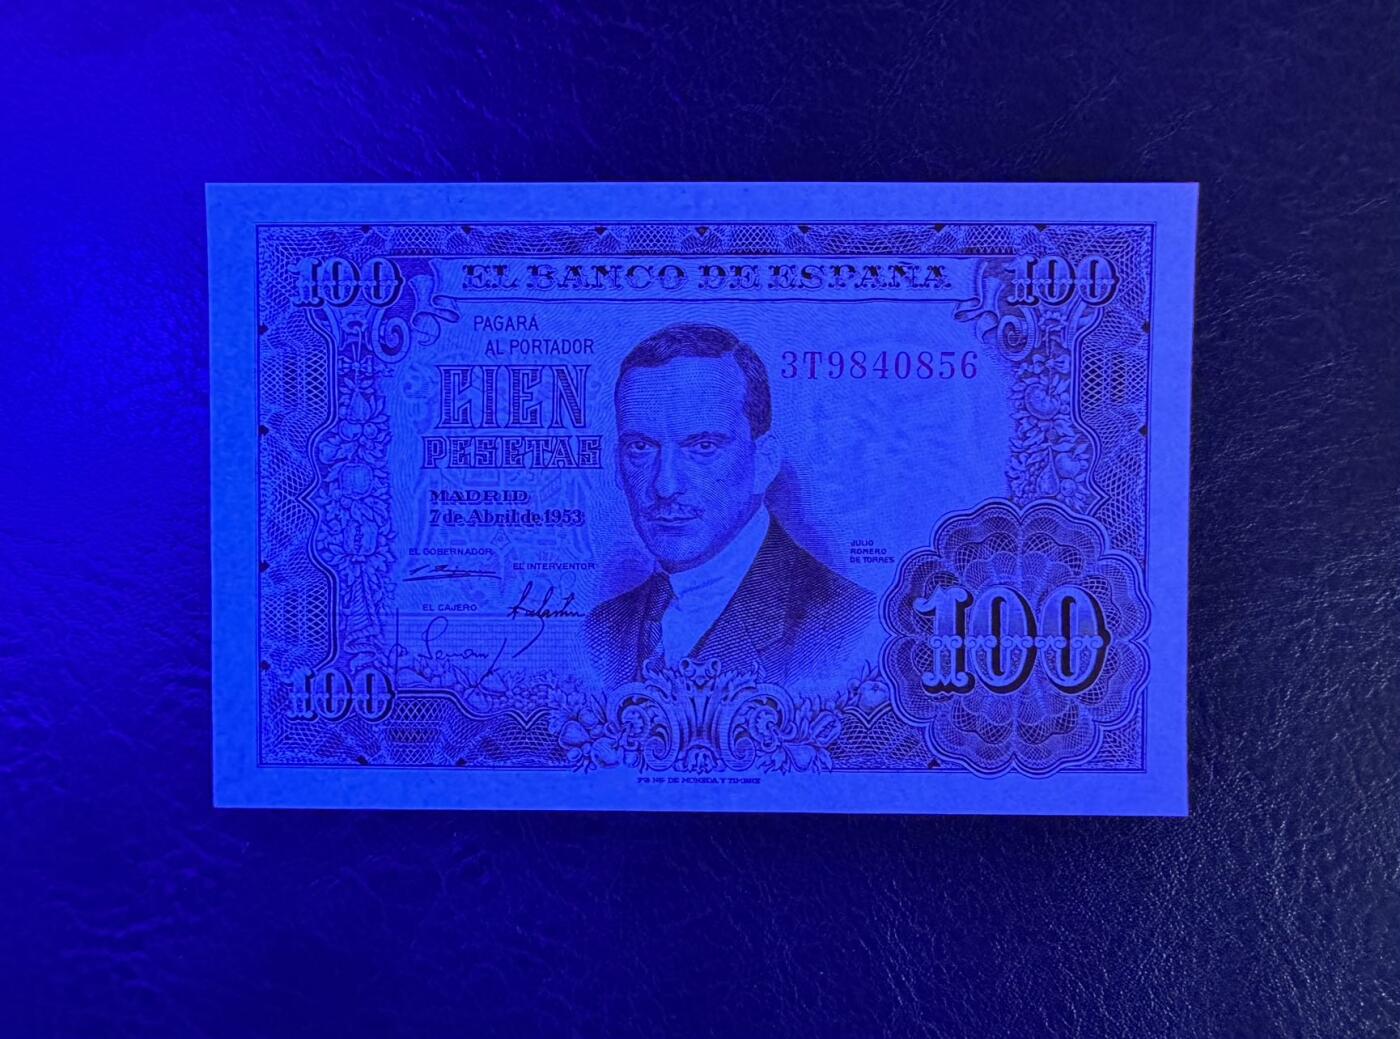 100
EL BANCO DE ESPAÑA
100
PAGARÁ
AL PORTADOR
CIEN
PESETAS
3T9840856
MADRID
7 de Abril de 1953
EL GOBERNADOR
EL INTERVENTOR
EL CAJERO
JULIO
ROMERO
DE TORRES
100
100